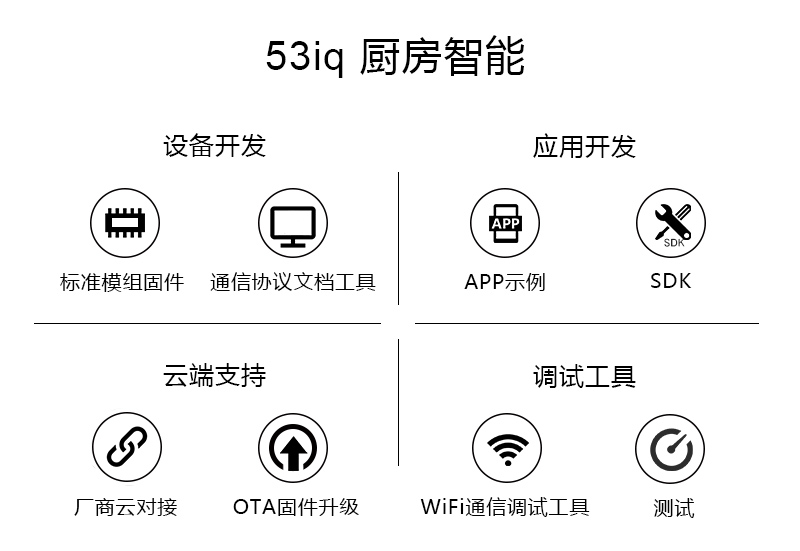 53iq 厨房智能
设备开发
标准模组固件
通信协议文档工具
应用开发
APP
APP示例
SDK
SDK
云端支持
厂商云对接
OTA固件升级
调试工具
WiFi通信调试工具
测试